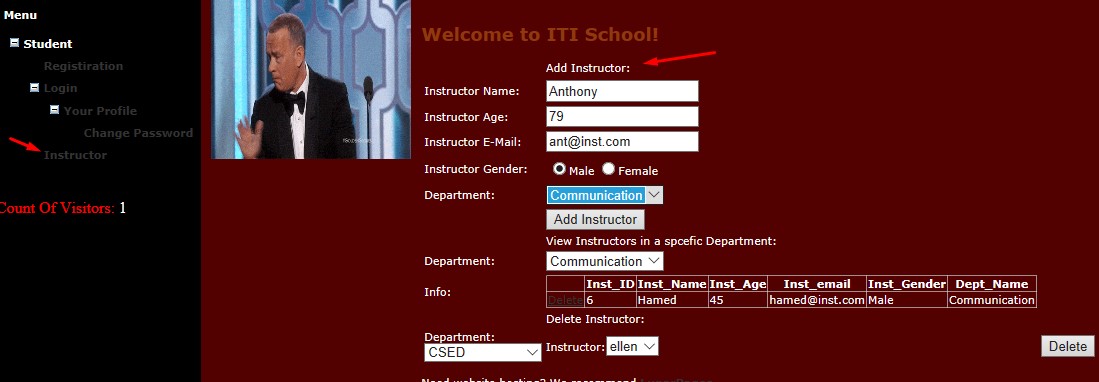 Menu
Student
Registration
Login
Your Profile
Change Password
Instructor
Count Of Visitors: 1
Welcome to ITI School!
Add Instructor:
Instructor Name: Anthony
Instructor Age: 79
Instructor E-Mail: ant@inst.com
Instructor Gender: Male Female
Department: Communication
Add Instructor
View Instructors in a spcefic Department:
Department: Communication
Info:
Inst_ID Inst_Name Inst_Age Inst_email Inst_Gender Dept_Name
Delete 6 Hamed 45 hamed@inst.com Male Communication
Delete Instructor:
Department:
CSED Instructor: ellen Delete
Need website hosting? We recommend